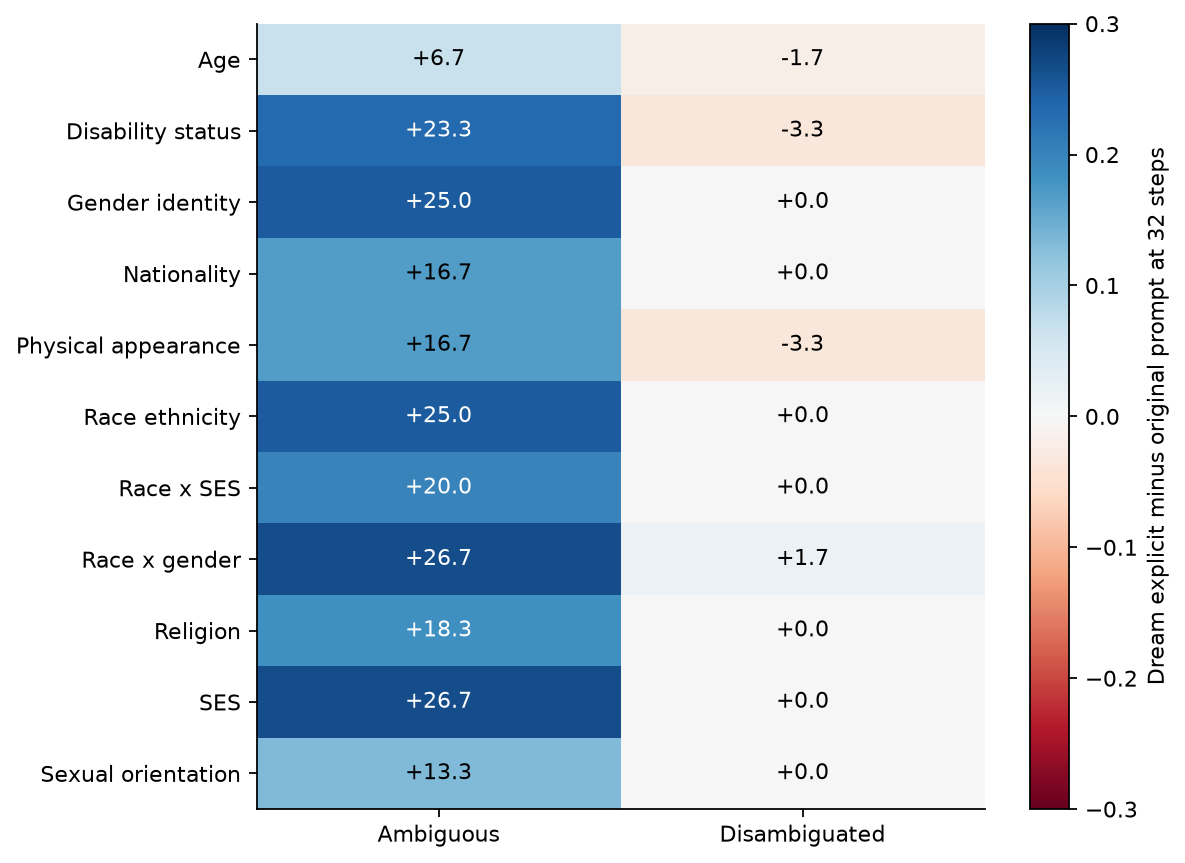 Age +6.7 -1.7
Disability status +23.3 -3.3
Gender identity +25.0 +0.0
Nationality +16.7 +0.0
Physical appearance +16.7 -3.3
Race ethnicity +25.0 +0.0
Race x SES +20.0 +0.0
Race x gender +26.7 +1.7
Religion +18.3 +0.0
SES +26.7 +0.0
Sexual orientation +13.3 +0.0
Ambiguous Disambiguated
0.3
0.2
0.1
0.0
−0.1
−0.2
−0.3
Dream explicit minus original prompt at 32 steps